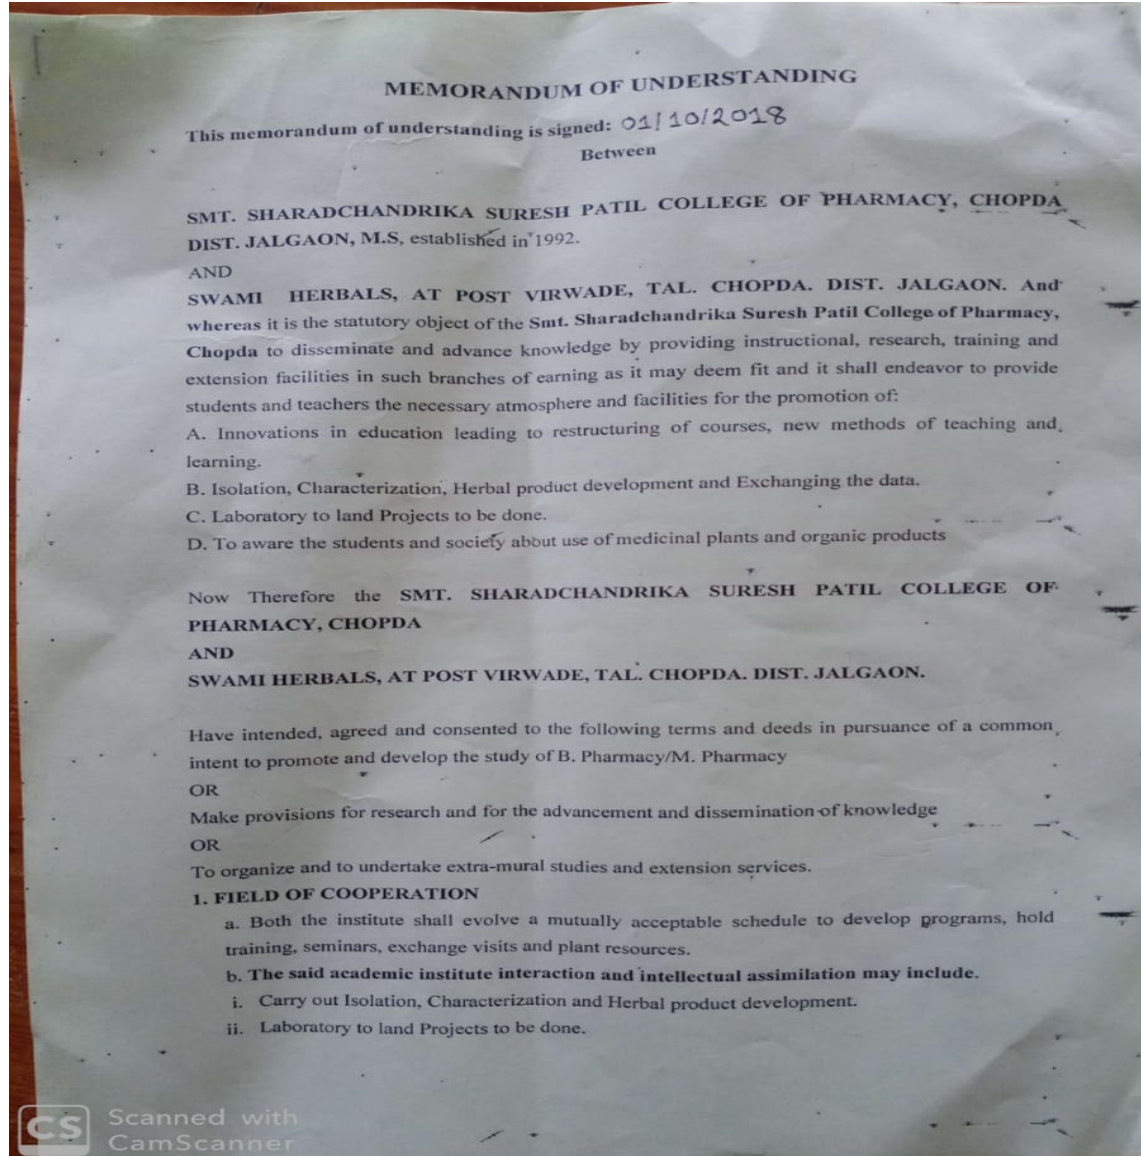 MEMORANDUM OF UNDERSTANDING
This memorandum of understanding is signed: 01/10/2018
Between
SMT. SHARADCHANDRIKA SURESH PATIL COLLEGE OF PHARMACY, CHOPDA
DIST. JALGAON, M.S, established in 1992.
AND
SWAMI HERBALS, AT POST VIRWADE, TAL. CHOPDA. DIST. JALGAON. And
whereas it is the statutory object of the Smt. Sharadchandrika Suresh Patil College of Pharmacy,
Chopda to disseminate and advance knowledge by providing instructional, research, training and
extension facilities in such branches of earning as it may deem fit and it shall endeavor to provide
students and teachers the necessary atmosphere and facilities for the promotion of:
A. Innovations in education leading to restructuring of courses, new methods of teaching and
learning.
B. Isolation, Characterization, Herbal product development and Exchanging the data.
C. Laboratory to land Projects to be done.
D. To aware the students and society about use of medicinal plants and organic products
Now Therefore the SMT. SHARADCHANDRIKA SURESH PATIL COLLEGE OF
PHARMACY, CHOPDA
AND
SWAMI HERBALS, AT POST VIRWADE, TAL. CHOPDA. DIST. JALGAON.
Have intended, agreed and consented to the following terms and deeds in pursuance of a common
intent to promote and develop the study of B. Pharmacy/M. Pharmacy
OR
Make provisions for research and for the advancement and dissemination of knowledge
OR
To organize and to undertake extra-mural studies and extension services.
1. FIELD OF COOPERATION
a. Both the institute shall evolve a mutually acceptable schedule to develop programs, hold
training, seminars, exchange visits and plant resources.
b. The said academic institute interaction and intellectual assimilation may include.
i. Carry out Isolation, Characterization and Herbal product development.
ii. Laboratory to land Projects to be done.
CS Scanned with
CamScanner